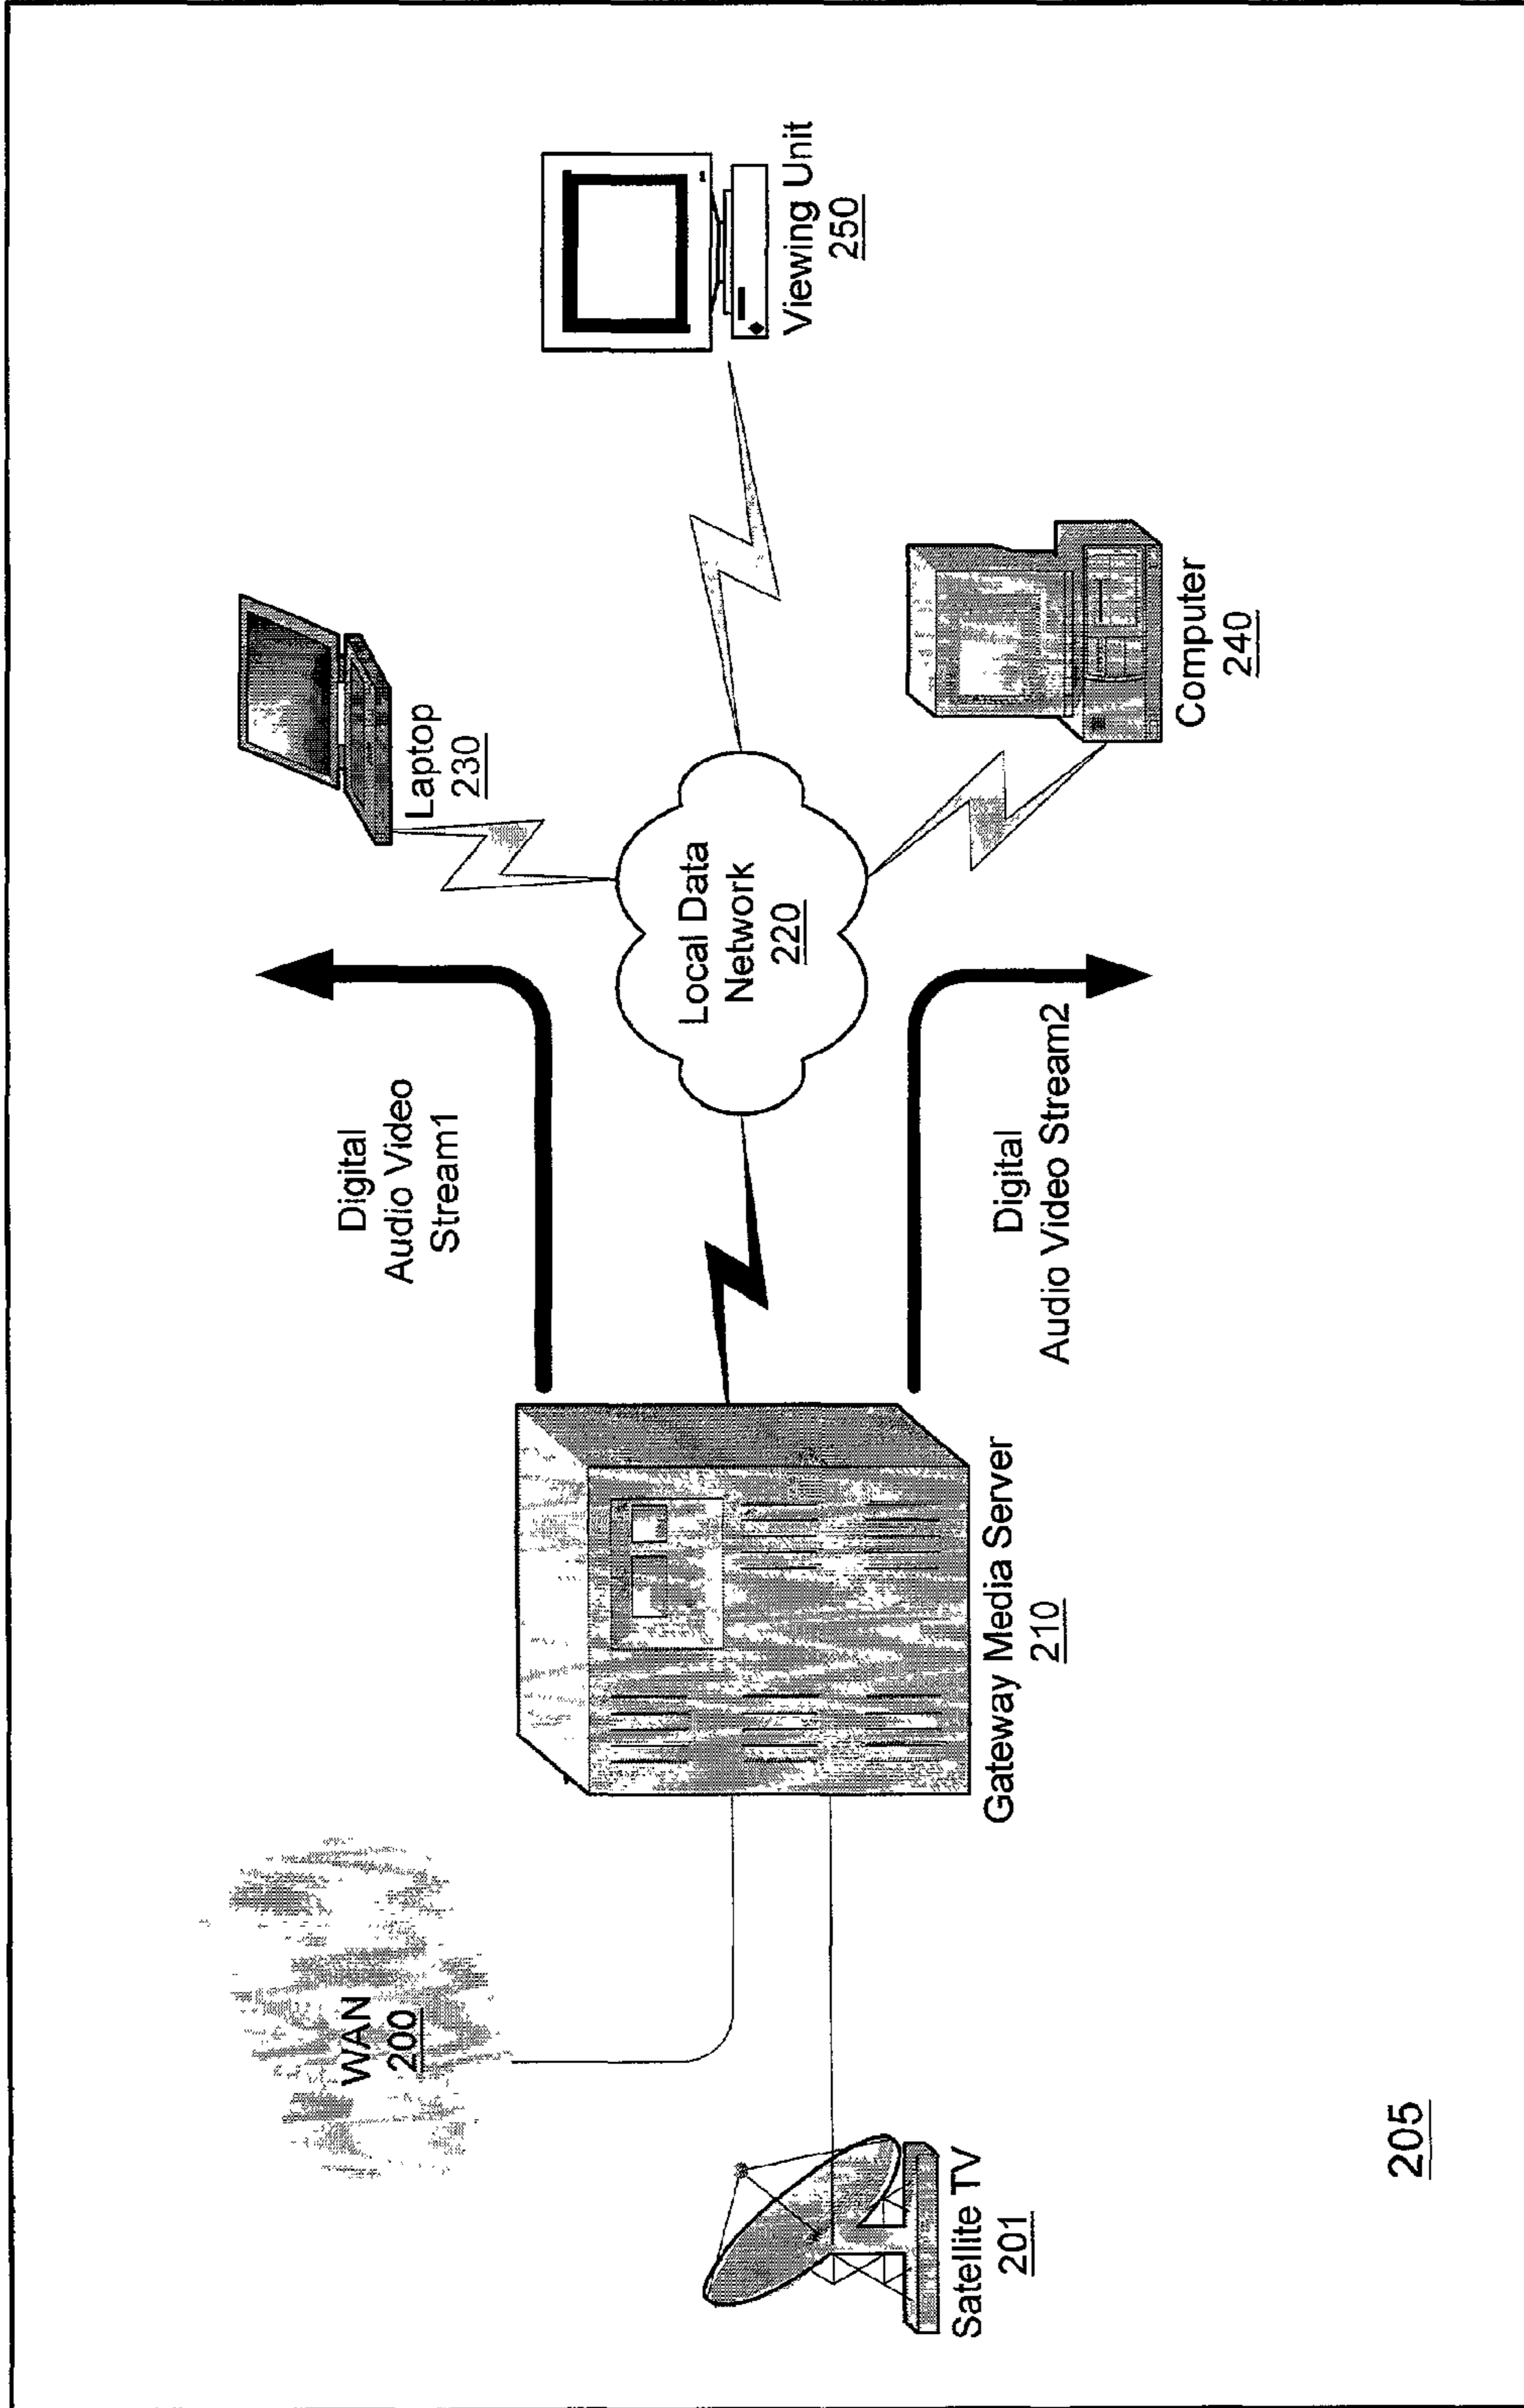 WAN
200
Satellite TV
201
Gateway Media Server
210
Digital
Audio Video
Stream1
Digital
Audio Video Stream2
Local Data
Network
220
Laptop
230
Computer
240
Viewing Unit
250
205